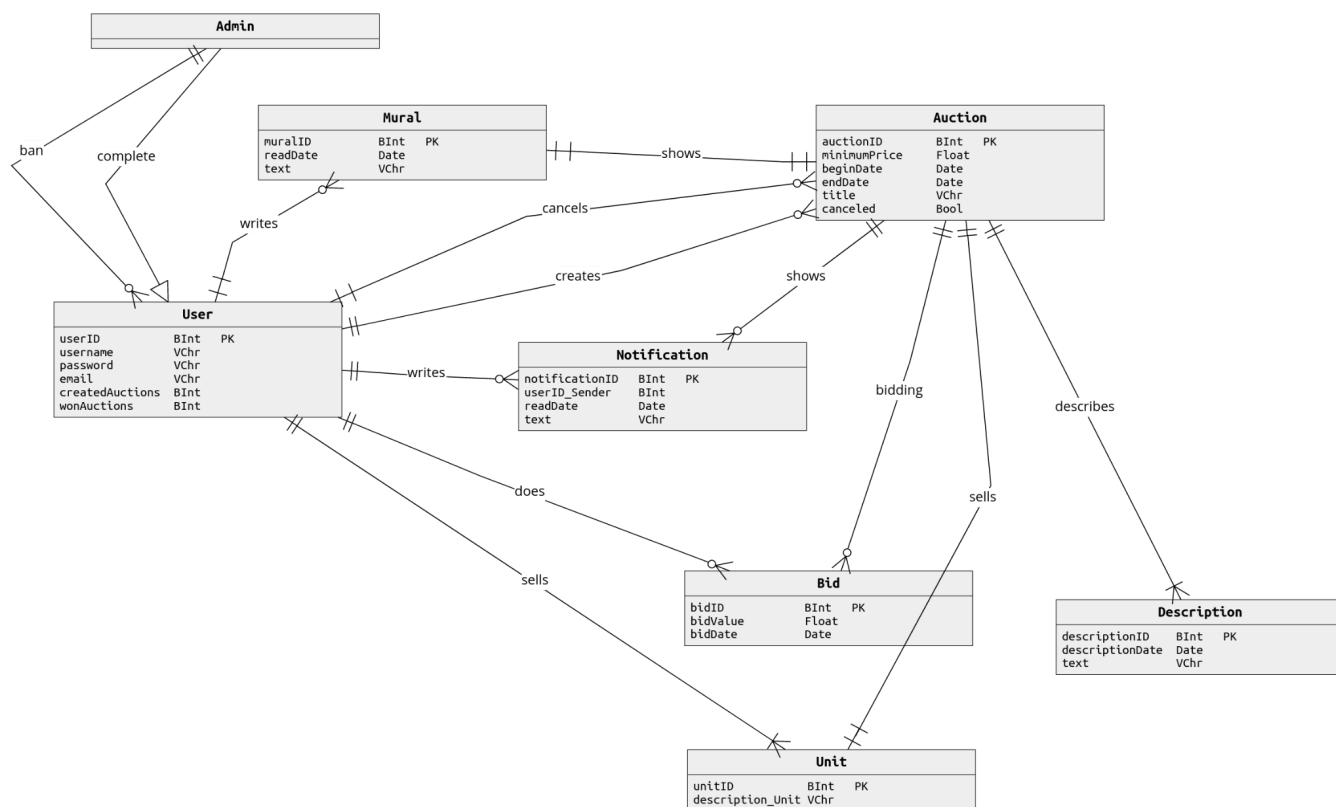 Admin
ban
complete
Mural
muralID BInt PK
readDate Date
text VChr
shows
Auction
auctionID BInt PK
minimumPrice Float
beginDate Date
endDate Date
title VChr
canceled Bool
writes
cancels
creates
shows
User
userID BInt PK
username VChr
password VChr
email VChr
createdAuctions BInt
wonAuctions BInt
writes
Notification
notificationID BInt PK
userID_Sender BInt
readDate Date
text VChr
bidding
describes
does
sells
sells
Bid
bidID BInt PK
bidValue Float
bidDate Date
Description
descriptionID BInt PK
descriptionDate Date
text VChr
Unit
unitID BInt PK
description_Unit VChr